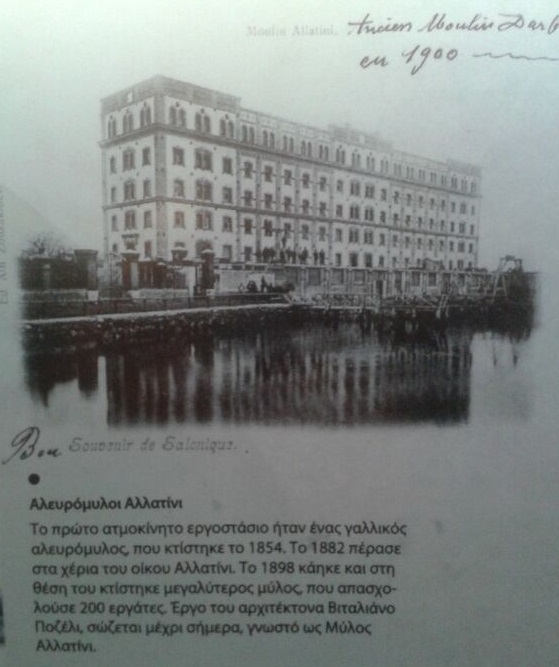 Moulin Allatini.
Ancien Moulin
en 1900
Bon Souvenir de Salonique.
Αλευρόμυλοι Αλλατίνι
Το πρώτο ατμοκίνητο εργοστάσιο ήταν ένας γαλλικός
αλευρόμυλος, που κτίστηκε το 1854. Το 1882 πέρασε
στα χέρια του οίκου Αλλατίνι. Το 1898 κάηκε και στη
θέση του κτίστηκε μεγαλύτερος μύλος, που απασχο-
λούσε 200 εργάτες. Έργο του αρχιτέκτονα Βιταλιάνο
Ποζέλι, σώζεται μέχρι σήμερα, γνωστό ως Μύλος
Αλλατίνι.